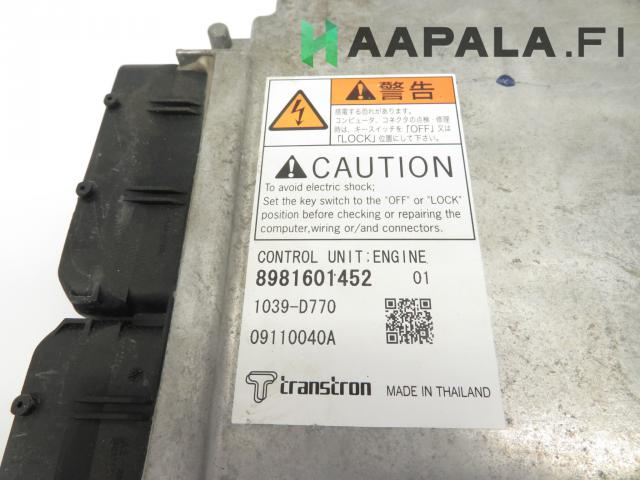 HAAPALA.FI
警告
感電する恐れがあります。
コンピュータ、コネクタの点検・修理
時は、キースイッチを「OFF」又は
「LOCK」位置にして下さい。
CAUTION
To avoid electric shock;
Set the key switch to the "OFF" or "LOCK"
position before checking or repairing the
computer,wiring or/and connectors.
CONTROL UNIT;ENGINE
8981601452 01
1039-D770
09110040A
transtron MADE IN THAILAND